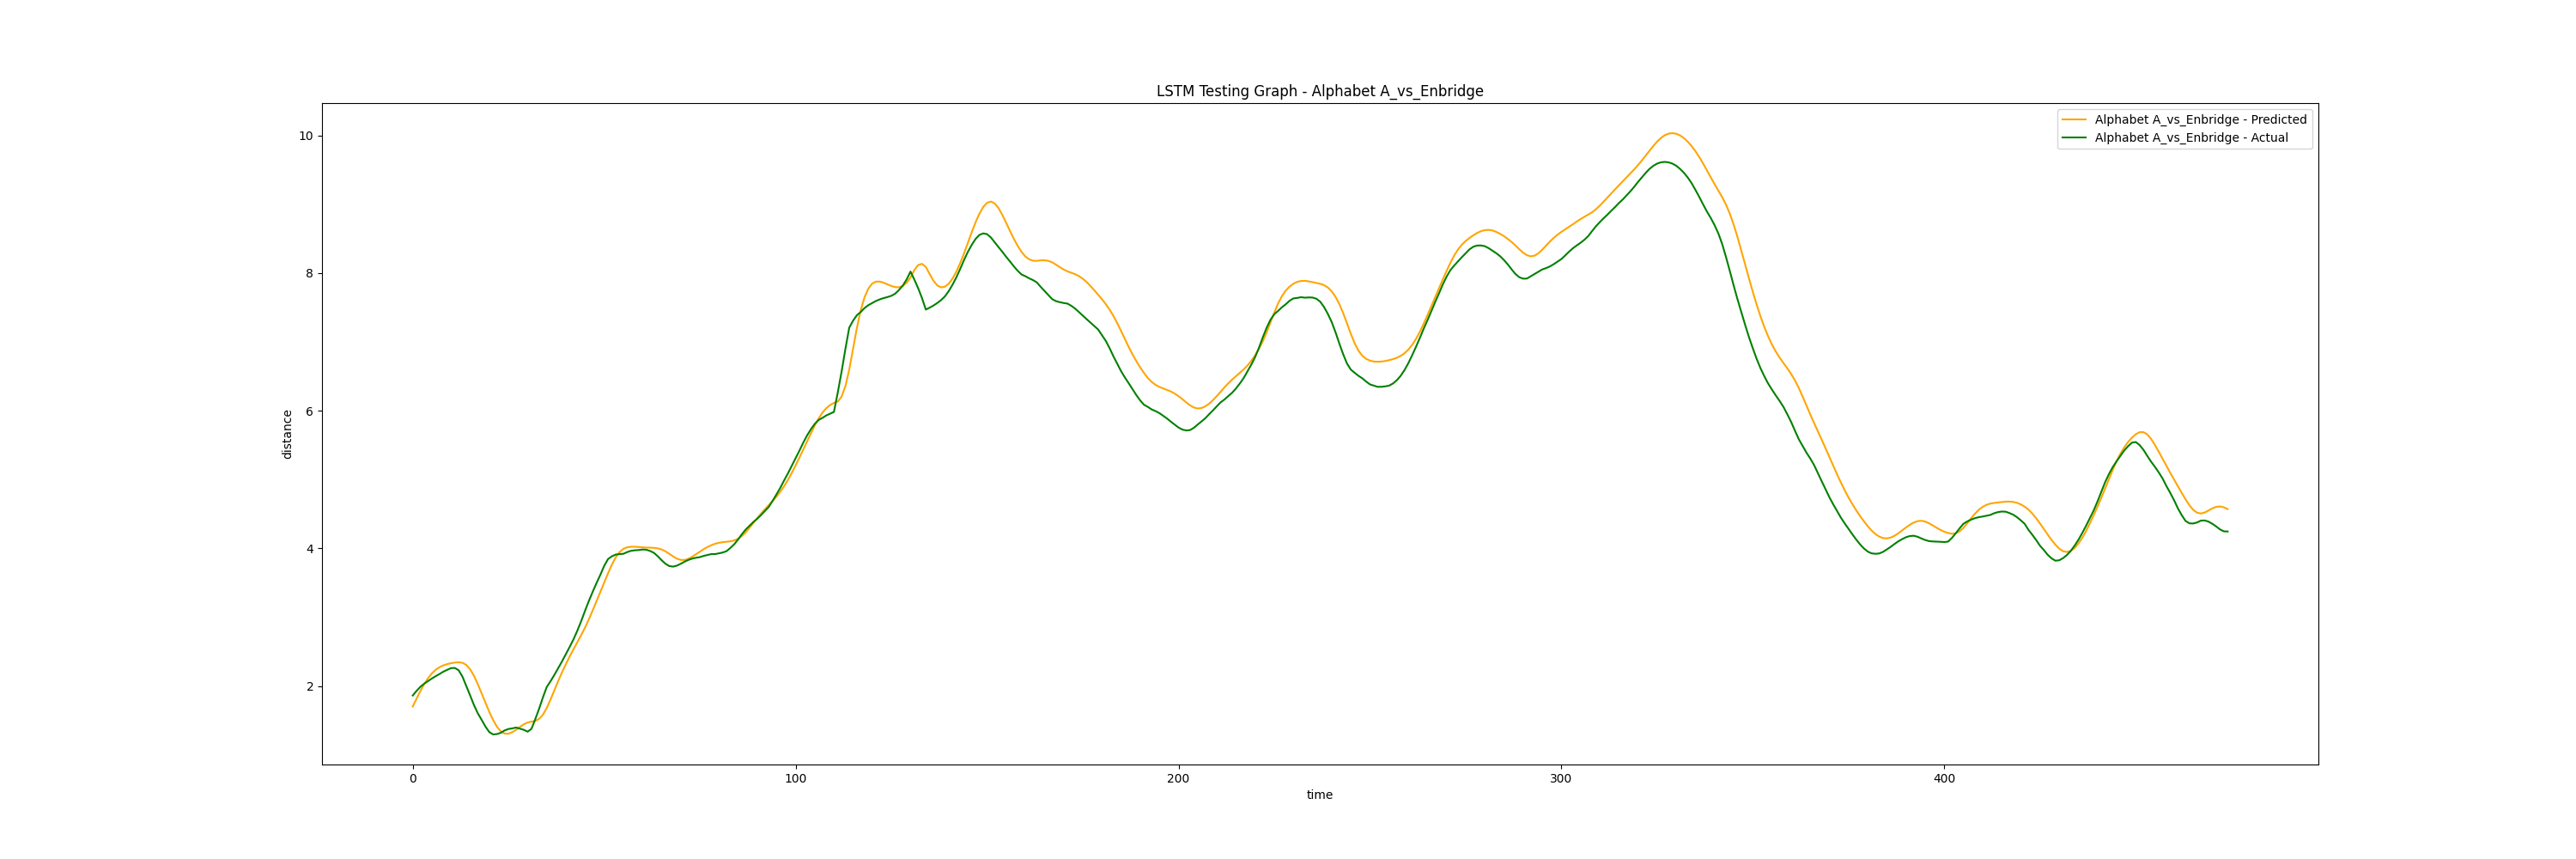 LSTM Testing Graph - Alphabet A_vs_Enbridge
Alphabet A_vs_Enbridge - Predicted
Alphabet A_vs_Enbridge - Actual
10
8
6
4
2
distance
0 100 200 300 400
time